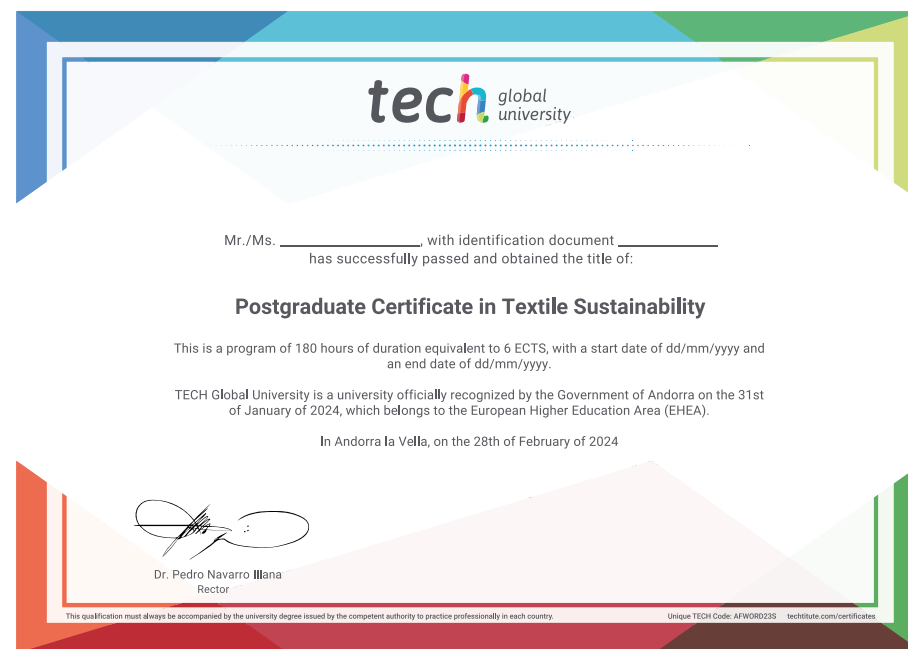 tech global university
Mr./Ms. ____________________, with identification document ______________
has successfully passed and obtained the title of:
Postgraduate Certificate in Textile Sustainability
This is a program of 180 hours of duration equivalent to 6 ECTS, with a start date of dd/mm/yyyy and
an end date of dd/mm/yyyy.
TECH Global University is a university officially recognized by the Government of Andorra on the 31st
of January of 2024, which belongs to the European Higher Education Area (EHEA).
In Andorra la Vella, on the 28th of February of 2024
Dr. Pedro Navarro Illana
Rector
This qualification must always be accompanied by the university degree issued by the competent authority to practice professionally in each country.
Unique TECH Code: AFWORD23S techtitute.com/certificates